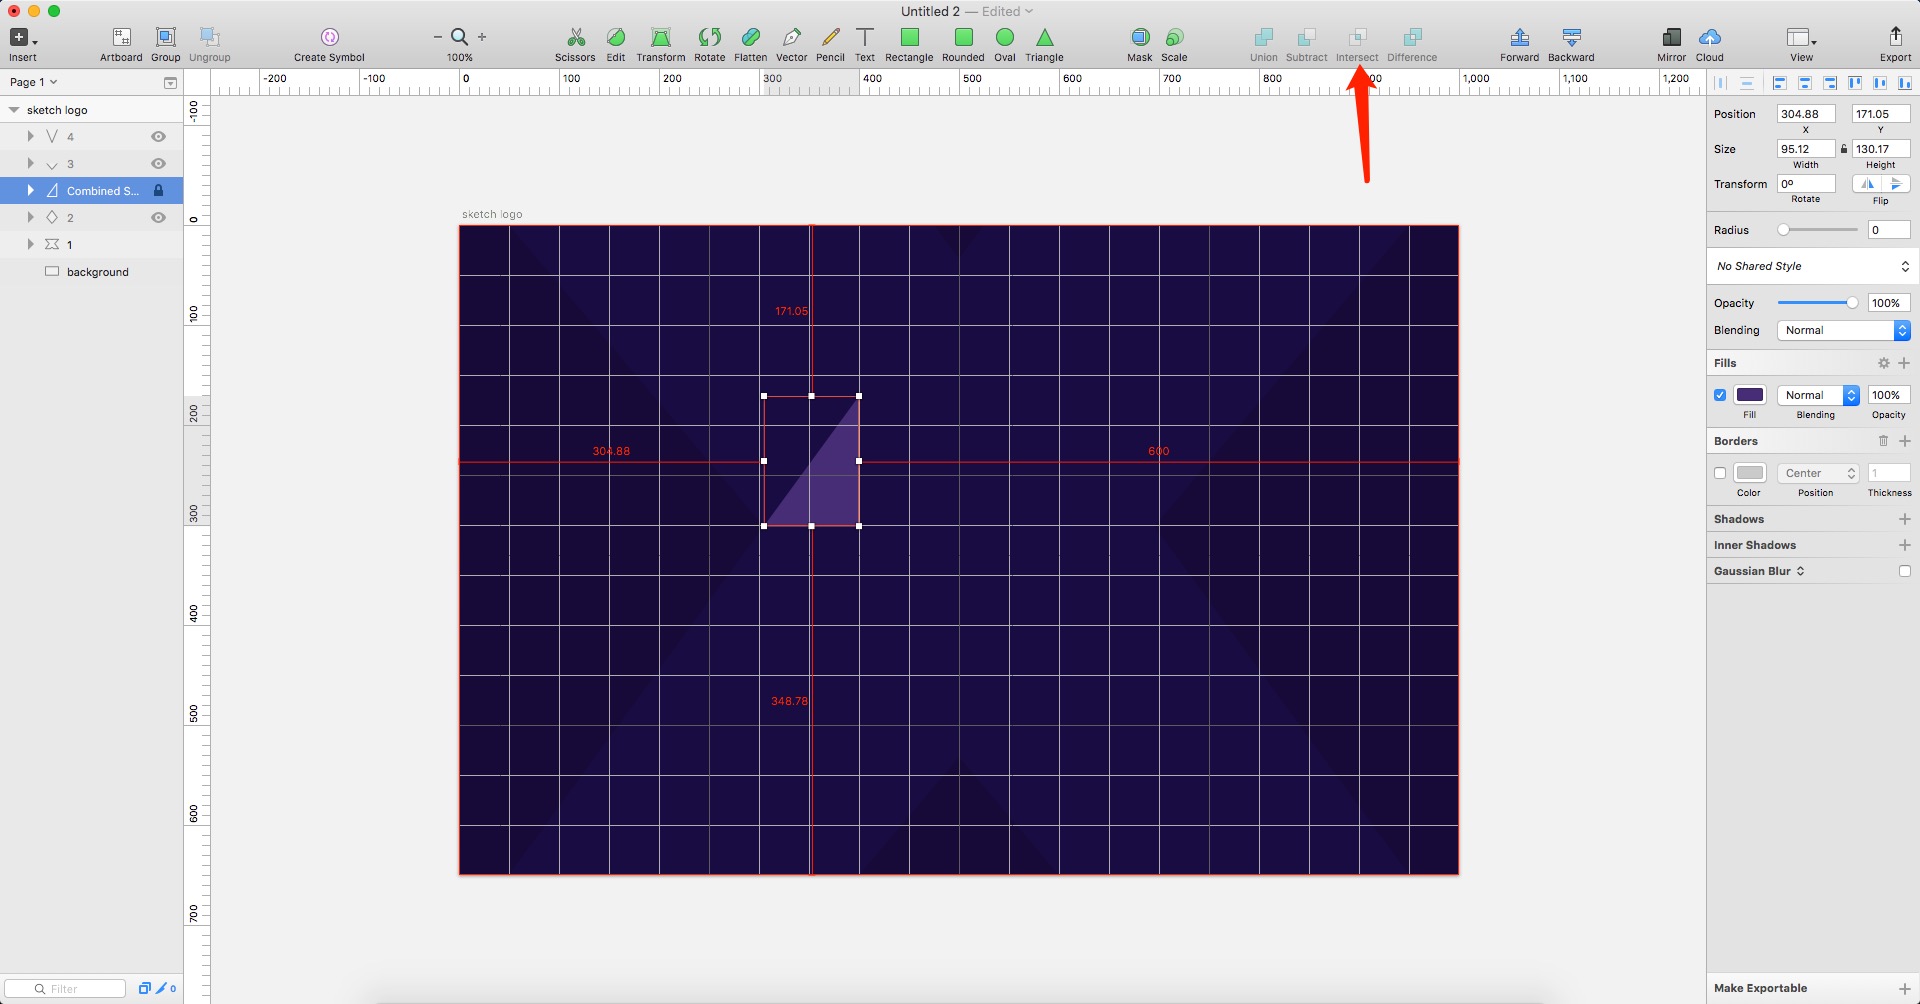 Untitled 2 — Edited
Insert
Artboard Group Ungroup
Create Symbol
100%
Scissors Edit Transform Rotate Flatten Vector Pencil Text Rectangle Rounded Oval Triangle
Mask Scale
Union Subtract Intersect Difference
Forward Backward
Mirror Cloud
View
Export
Page 1
-200 -100 0 100 200 300 400 500 600 700 800 1,000 1,100 1,200
-100
0
100
200
300
400
500
600
700
sketch logo
4
3
Combined S...
2
1
background
Filter
0
sketch logo
171.05
304.88
600
348.78
Position 304.88 171.05
X Y
Size 95.12 130.17
Width Height
Transform 0º
Rotate Flip
Radius 0
No Shared Style
Opacity 100%
Blending Normal
Fills
Normal 100%
Fill Blending Opacity
Borders
Center 1
Color Position Thickness
Shadows
Inner Shadows
Gaussian Blur
Make Exportable